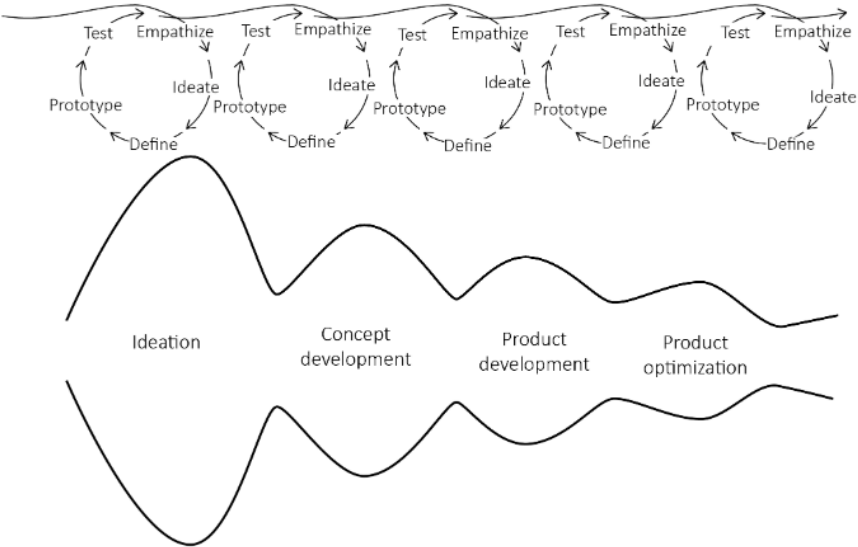 Test Empathize Test Empathize Test Empathize Test Empathize Test Empathize
Ideate Ideate Ideate Ideate Ideate
Prototype Prototype Prototype Prototype Prototype
Define Define Define Define Define
Ideation
Concept
development
Product
development
Product
optimization